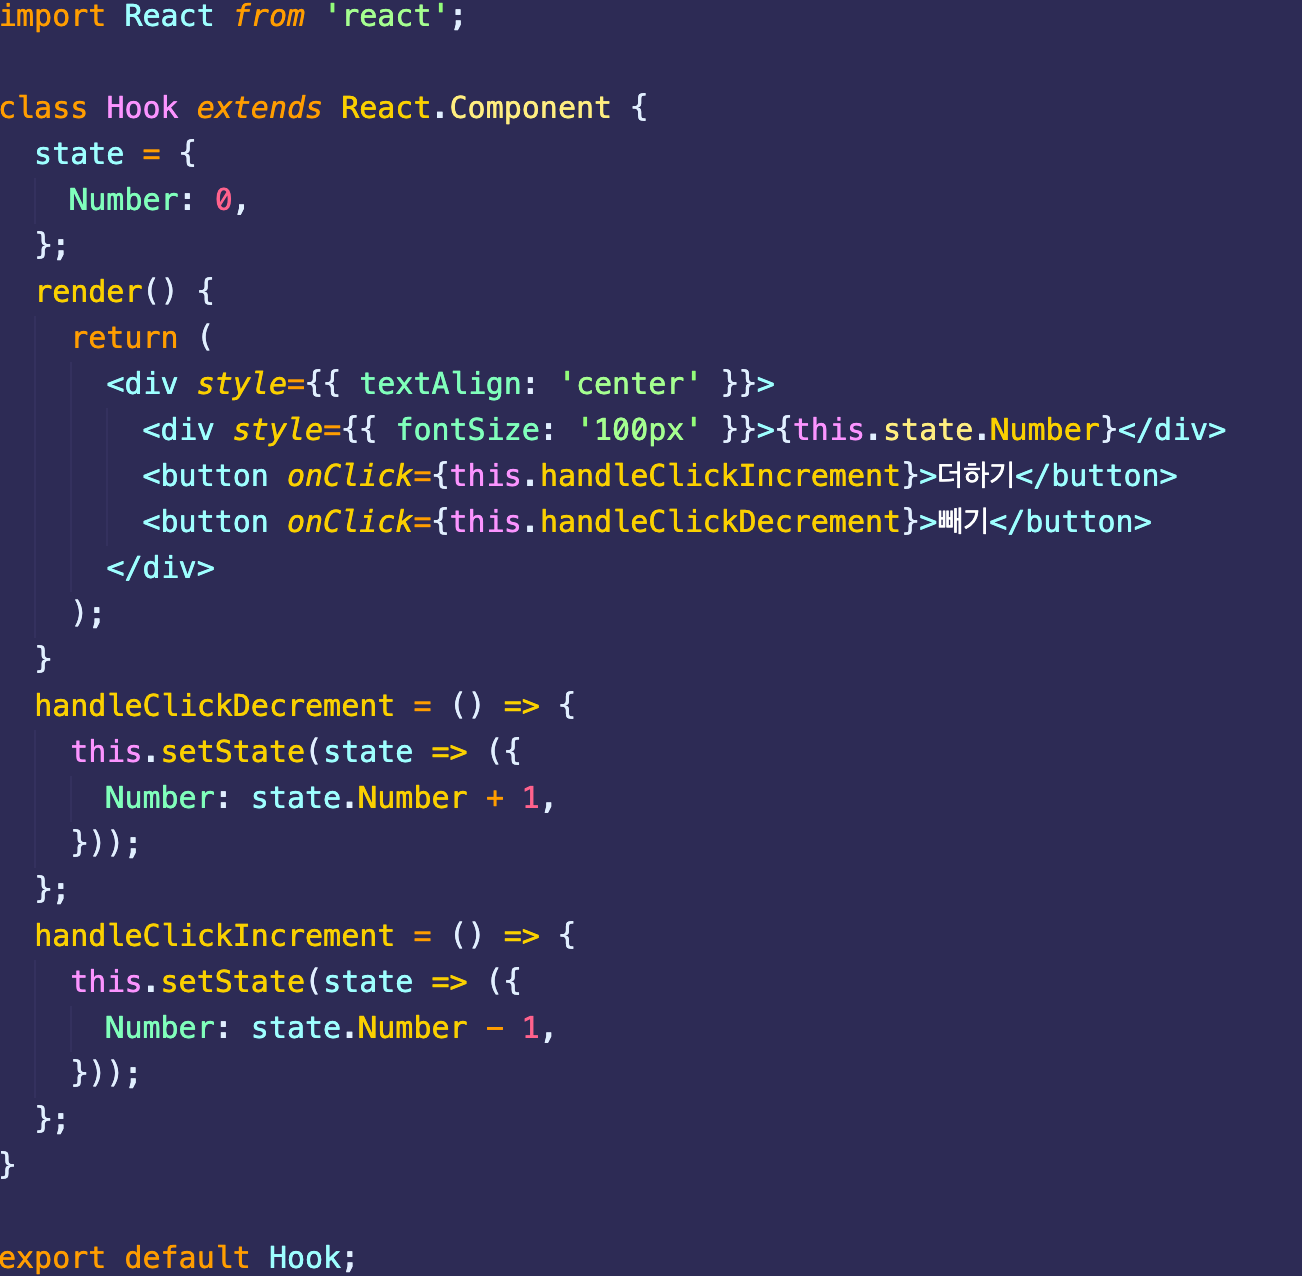 import React from 'react';
class Hook extends React.Component {
state = {
Number: 0,
};
render() {
return (
<div style={{ textAlign: 'center' }}>
<div style={{ fontSize: '100px' }}>{this.state.Number}</div>
<button onClick={this.handleClickIncrement}>더하기</button>
<button onClick={this.handleClickDecrement}>빼기</button>
</div>
);
}
handleClickDecrement = () => {
this.setState(state => ({
Number: state.Number + 1,
}));
};
handleClickIncrement = () => {
this.setState(state => ({
Number: state.Number - 1,
}));
};
}
export default Hook;